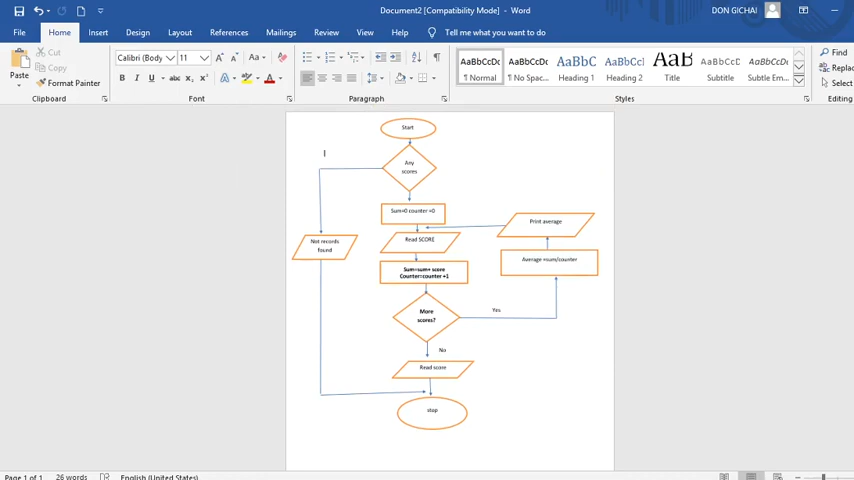 Document2 [Compatibility Mode] - Word
DON GICHAI
File Home Insert Design Layout References Mailings Review View Help Tell me what you want to do
Paste
Cut
Copy
Format Painter
Clipboard
Calibri (Body
11
Aa
B I U abc x₂ x² A A
Font
Paragraph
AaBbCcDc AaBbCcDc AaBbC AaBbCcl AaB AaBbCcD AaBbCcDc
¶ Normal ¶ No Spac... Heading 1 Heading 2 Title Subtitle Subtle Em...
Styles
Find
Replac
Select
Editing
Start
Any
scores
Sum=0 counter =0
Print average
Read SCORE
Not records
found
Average =sum/counter
Sum=sum+ score
Counter=counter +1
More
scores?
Yes
No
Read score
stop
Page 1 of 1 26 words English (United States)